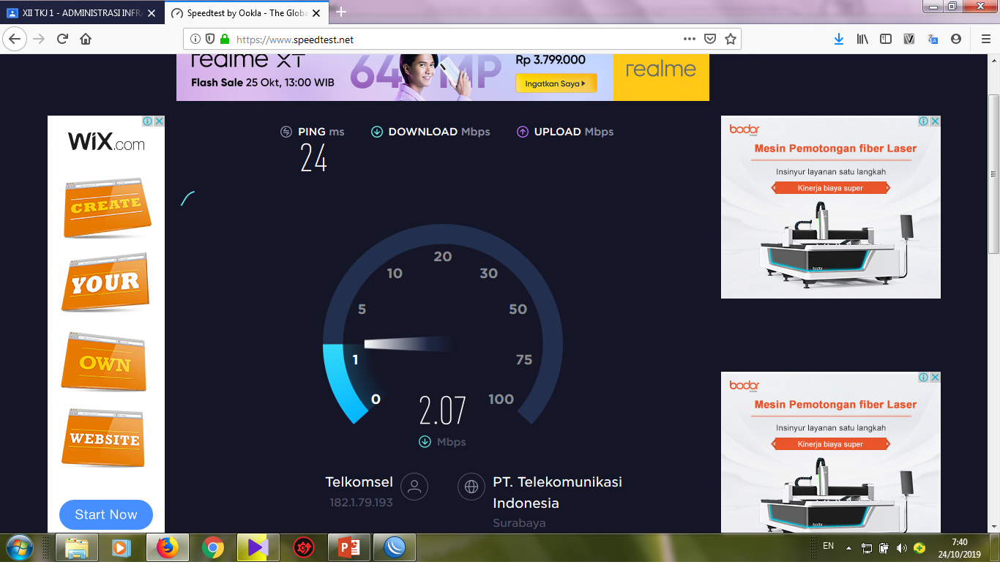 XII TKJ 1 - ADMINISTRASI INFRA
Speedtest by Ookla - The Globa
https://www.speedtest.net
realme XT
Flash Sale 25 Okt, 13:00 WIB
64MP
Rp 3.799.000
Ingatkan Saya
realme
WiX.com
CREATE
YOUR
OWN
WEBSITE
Start Now
PING ms
24
DOWNLOAD Mbps
UPLOAD Mbps
0
1
5
10
20
30
50
75
100
2.07
Mbps
Telkomsel
182.1.79.193
PT. Telekomunikasi
Indonesia
Surabaya
bodor
Mesin Pemotongan fiber Laser
Insinyur layanan satu langkah
Kinerja biaya super
bodor
Mesin Pemotongan fiber Laser
Insinyur layanan satu langkah
Kinerja biaya super
bodor
EN
7:40
24/10/2019